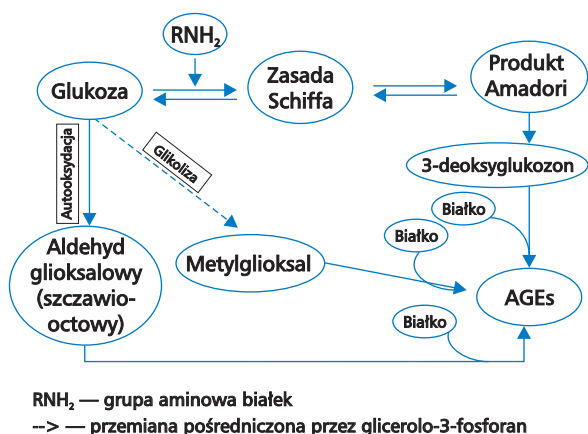 RNH₂
Glukoza
Zasada
Schiffa
Produkt
Amadori
Autooksydacja
Glikoliza
3-deoksyglukozon
Białko
Białko
Aldehyd
glioksalowy
(szczawio-
octowy)
Metylglioksal
AGEs
Białko
RNH₂ — grupa aminowa białek
--> — przemiana pośredniczona przez glicerolo-3-fosforan